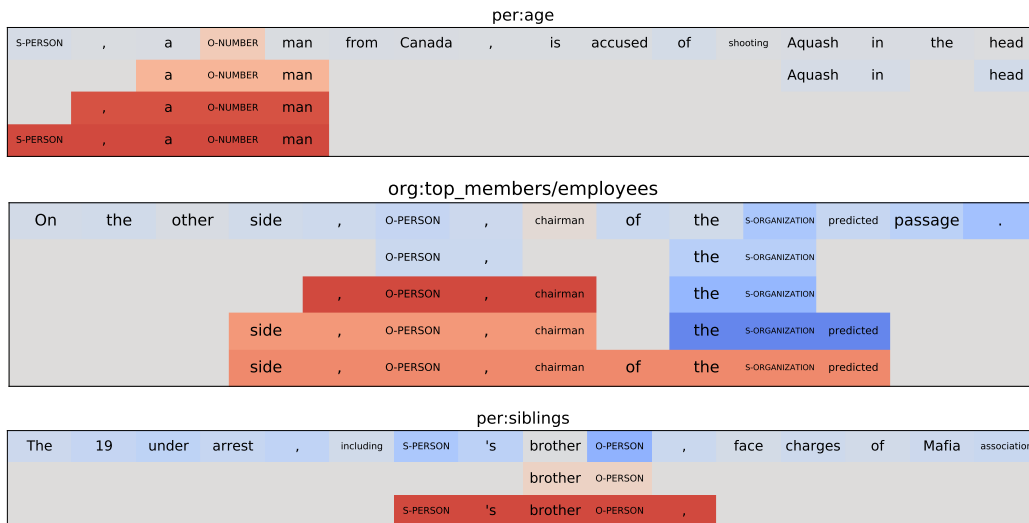 per:age
S-PERSON , a O-NUMBER man from Canada , is accused of shooting Aquash in the head
a O-NUMBER man Aquash in head
, a O-NUMBER man
S-PERSON , a O-NUMBER man
org:top_members/employees
On the other side , O-PERSON , chairman of the S-ORGANIZATION predicted passage .
O-PERSON , the S-ORGANIZATION
, O-PERSON , chairman the S-ORGANIZATION
side , O-PERSON , chairman the S-ORGANIZATION predicted
side , O-PERSON , chairman of the S-ORGANIZATION predicted
per:siblings
The 19 under arrest , including S-PERSON 's brother O-PERSON , face charges of Mafia association
brother O-PERSON
S-PERSON 's brother O-PERSON ,